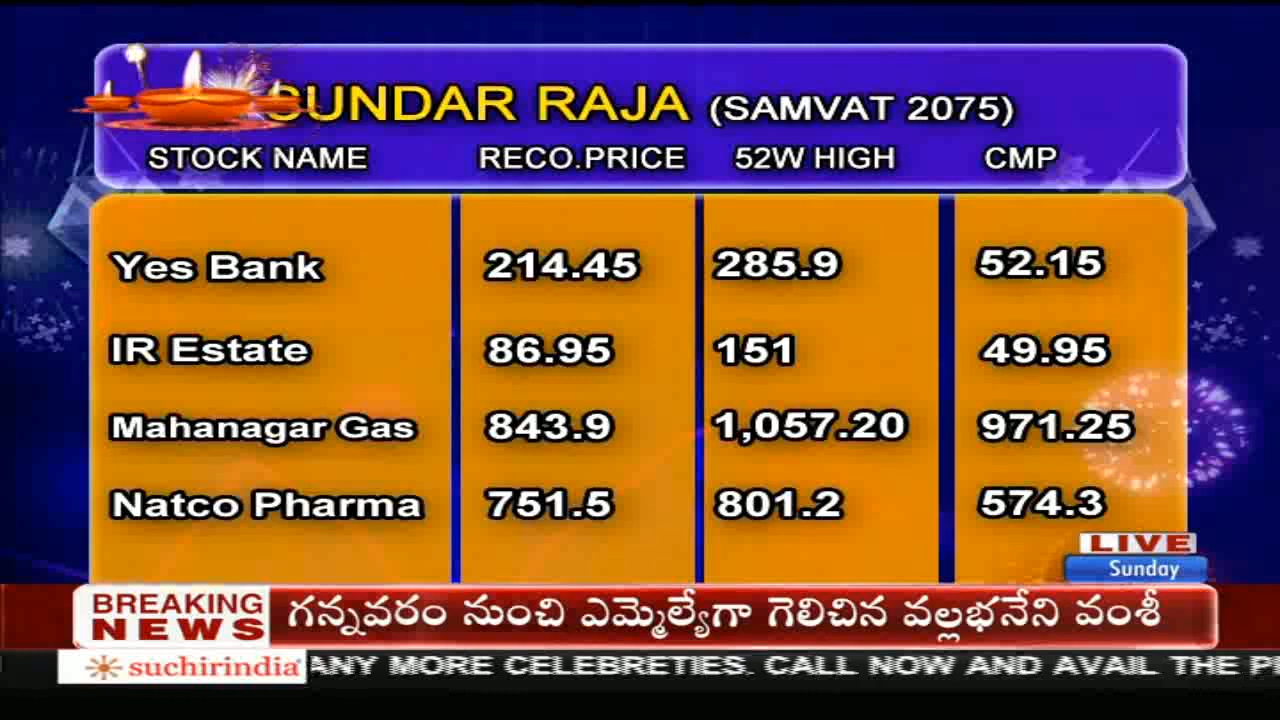 SUNDAR RAJA (SAMVAT 2075)
STOCK NAME RECO.PRICE 52W HIGH CMP
Yes Bank 214.45 285.9 52.15
IR Estate 86.95 151 49.95
Mahanagar Gas 843.9 1,057.20 971.25
Natco Pharma 751.5 801.2 574.3
LIVE
Sunday
BREAKING NEWS గన్నవరం నుంచి ఎమ్మెల్యేగా గెలిచిన వల్లభనేని వంశీ
suchirindia ANY MORE CELEBRETIES. CALL NOW AND AVAIL THE